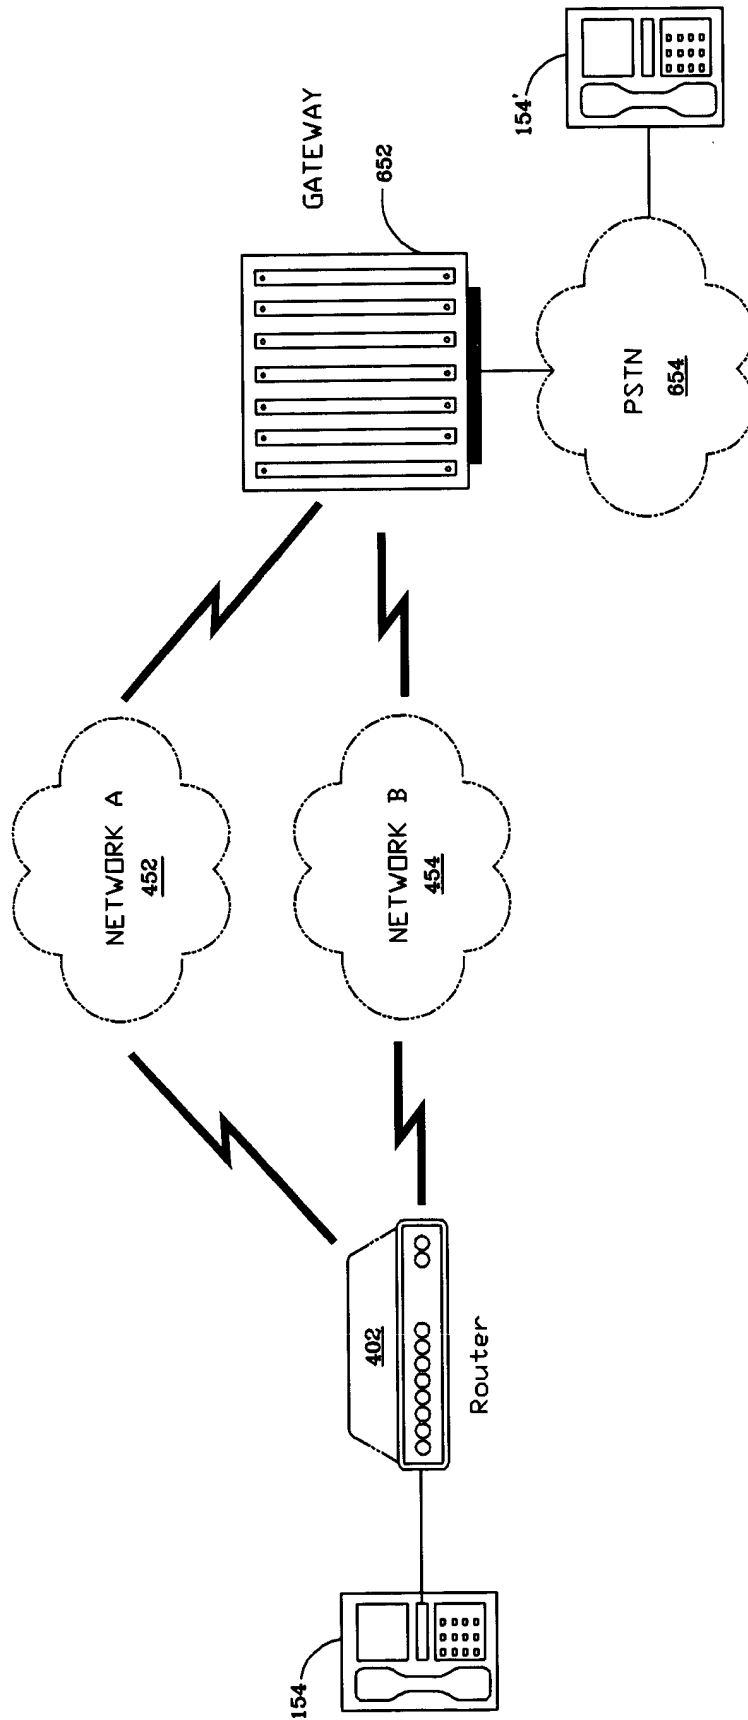 154
402
Router
NETWORK A
452
NETWORK B
454
GATEWAY
652
PSTN
654
154'